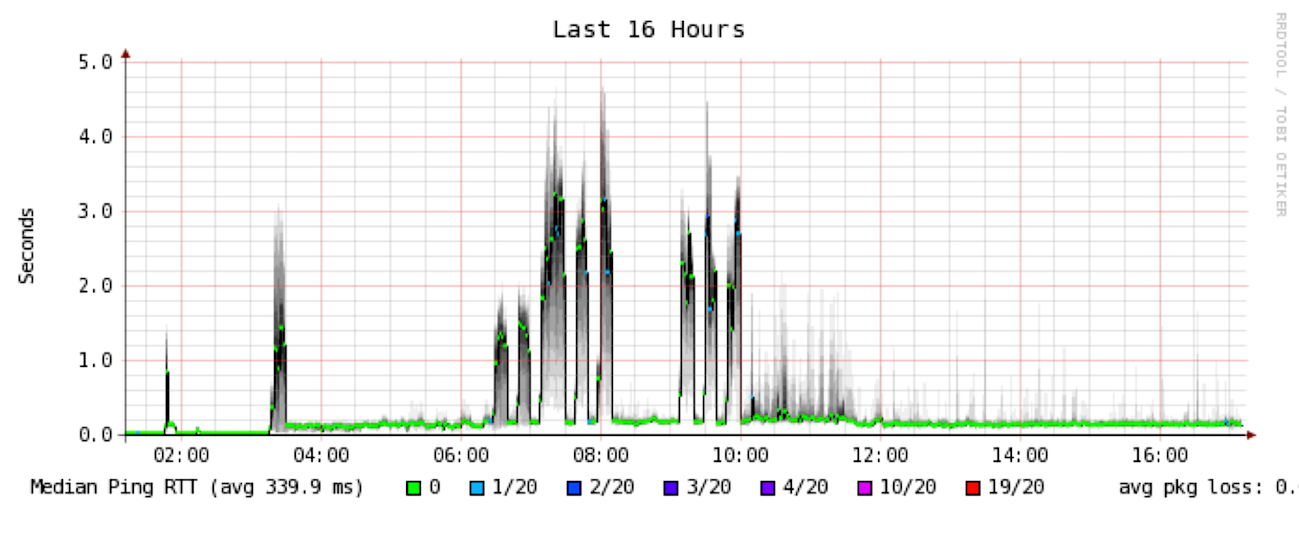 Last 16 Hours
RRDTOOL / TOBI OETIKER
Seconds
5.0
4.0
3.0
2.0
1.0
0.0
02:00 04:00 06:00 08:00 10:00 12:00 14:00 16:00
Median Ping RTT (avg 339.9 ms) 0 1/20 2/20 3/20 4/20 10/20 19/20 avg pkg loss: 0.